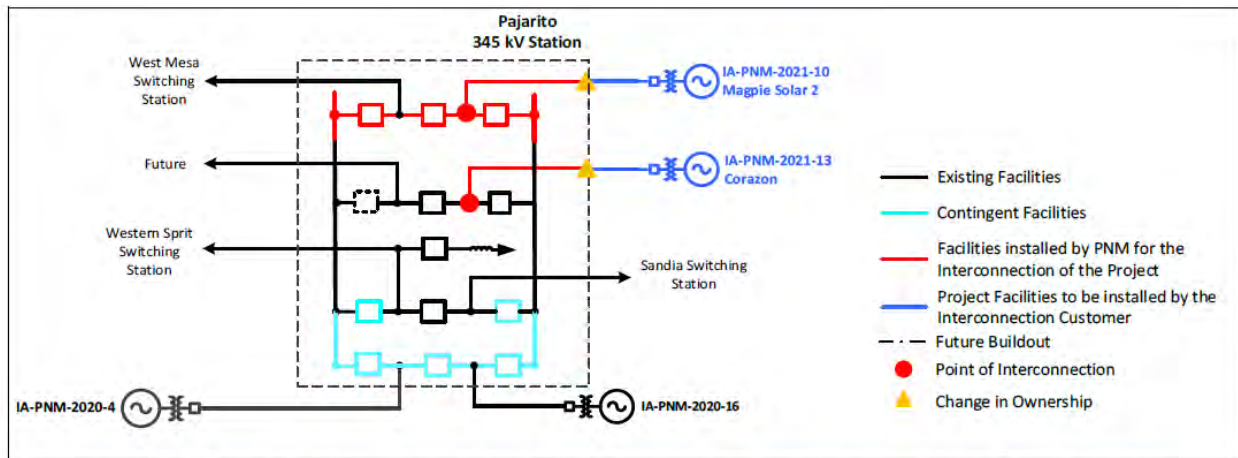 Pajarito
345 kV Station
West Mesa
Switching
Station
IA-PNM-2021-10
Magpie Solar 2
Future
IA-PNM-2021-13
Corazon
Western Sprit
Switching
Station
Sandia Switching
Station
IA-PNM-2020-4
IA-PNM-2020-16
Existing Facilities
Contingent Facilities
Facilities installed by PNM for the
Interconnection of the Project
Project Facilities to be installed by the
Interconnection Customer
Future Buildout
Point of Interconnection
Change in Ownership